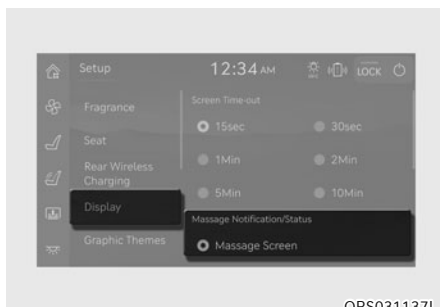 Setup
12:34 AM
LOCK
Fragrance
Screen Time-out
15sec
30sec
Seat
1Min
2Min
Rear Wireless
Charging
5Min
10Min
Display
Massage Notification/Status
Graphic Themes
Massage Screen